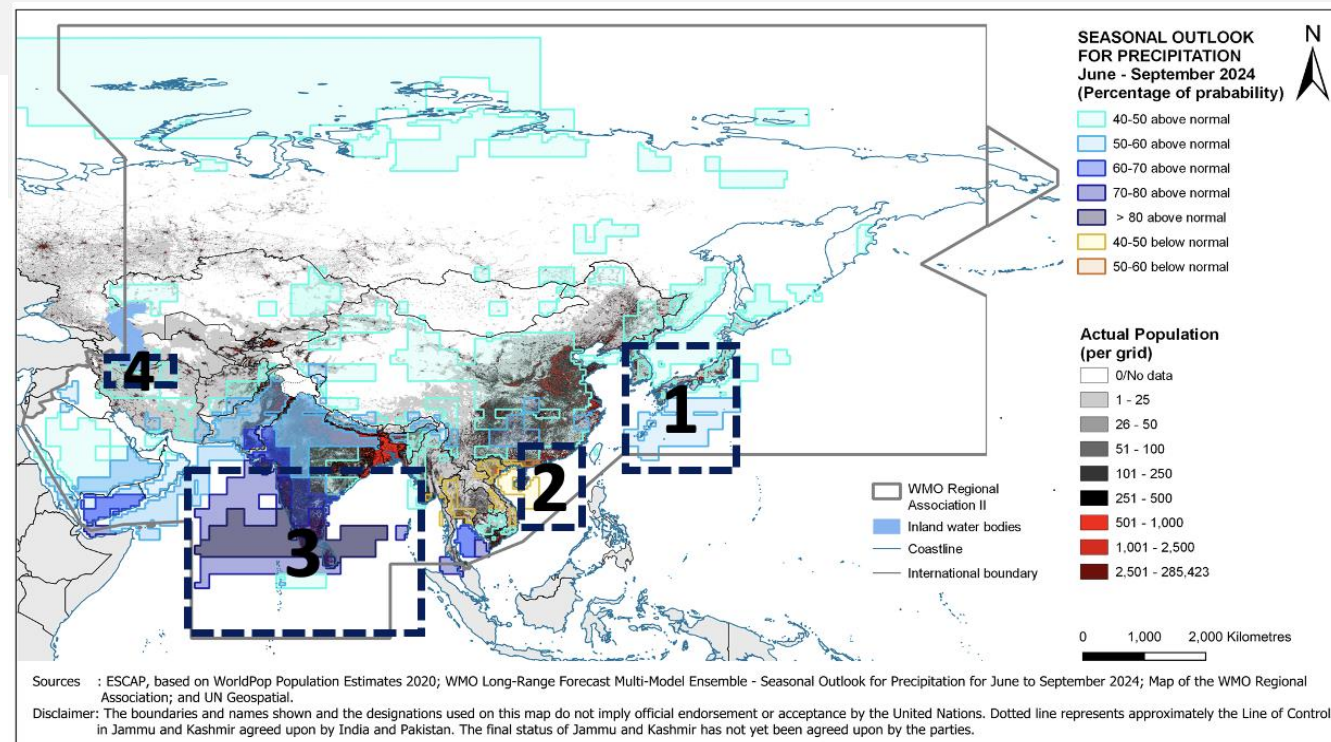 SEASONAL OUTLOOK
FOR PRECIPITATION
June - September 2024
(Percentage of prabability)
N
40-50 above normal
50-60 above normal
60-70 above normal
70-80 above normal
> 80 above normal
40-50 below normal
50-60 below normal
Actual Population
(per grid)
0/No data
1 - 25
26 - 50
51 - 100
101 - 250
251 - 500
501 - 1,000
1,001 - 2,500
2,501 - 285,423
4
1
2
3
WMO Regional
Association II
Inland water bodies
Coastline
International boundary
0 1,000 2,000 Kilometres
Sources : ESCAP, based on WorldPop Population Estimates 2020; WMO Long-Range Forecast Multi-Model Ensemble - Seasonal Outlook for Precipitation for June to September 2024; Map of the WMO Regional
Association; and UN Geospatial.
Disclaimer: The boundaries and names shown and the designations used on this map do not imply official endorsement or acceptance by the United Nations. Dotted line represents approximately the Line of Control
in Jammu and Kashmir agreed upon by India and Pakistan. The final status of Jammu and Kashmir has not yet been agreed upon by the parties.